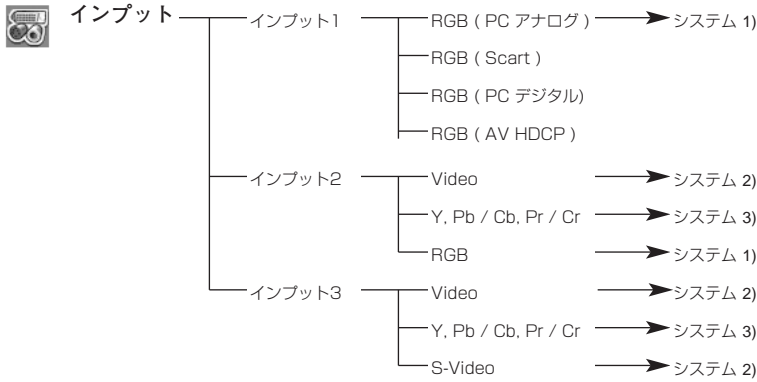 インプット インプット1 RGB ( PC アナログ ) システム 1)
RGB ( Scart )
RGB ( PC デジタル)
RGB ( AV HDCP )
インプット2 Video システム 2)
Y, Pb / Cb, Pr / Cr システム 3)
RGB システム 1)
インプット3 Video システム 2)
Y, Pb / Cb, Pr / Cr システム 3)
S-Video システム 2)